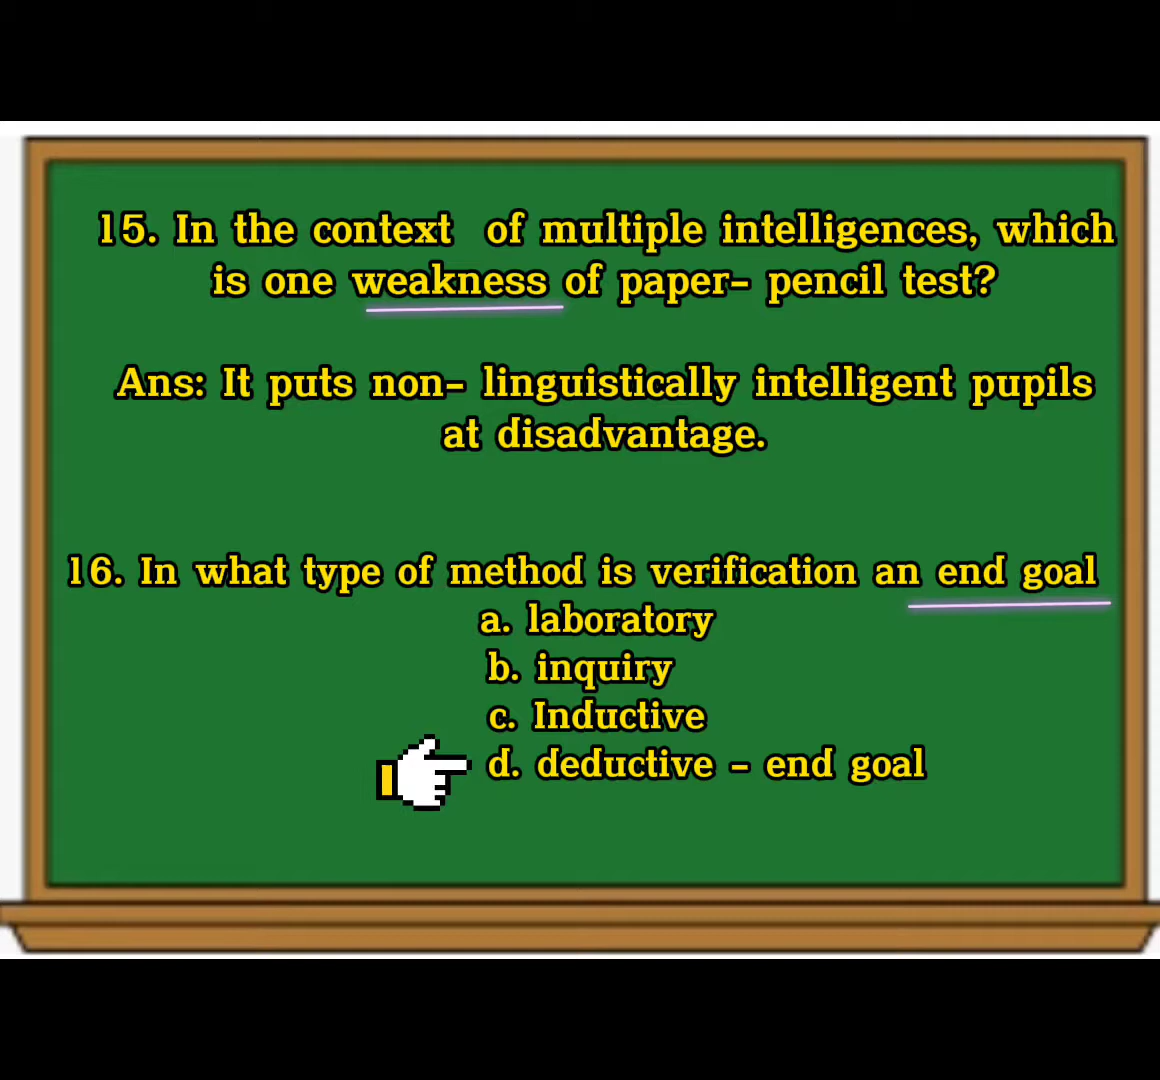 15. In the context of multiple intelligences, which
is one weakness of paper- pencil test?
Ans: It puts non- linguistically intelligent pupils
at disadvantage.
16. In what type of method is verification an end goal
a. laboratory
b. inquiry
c. Inductive
d. deductive - end goal